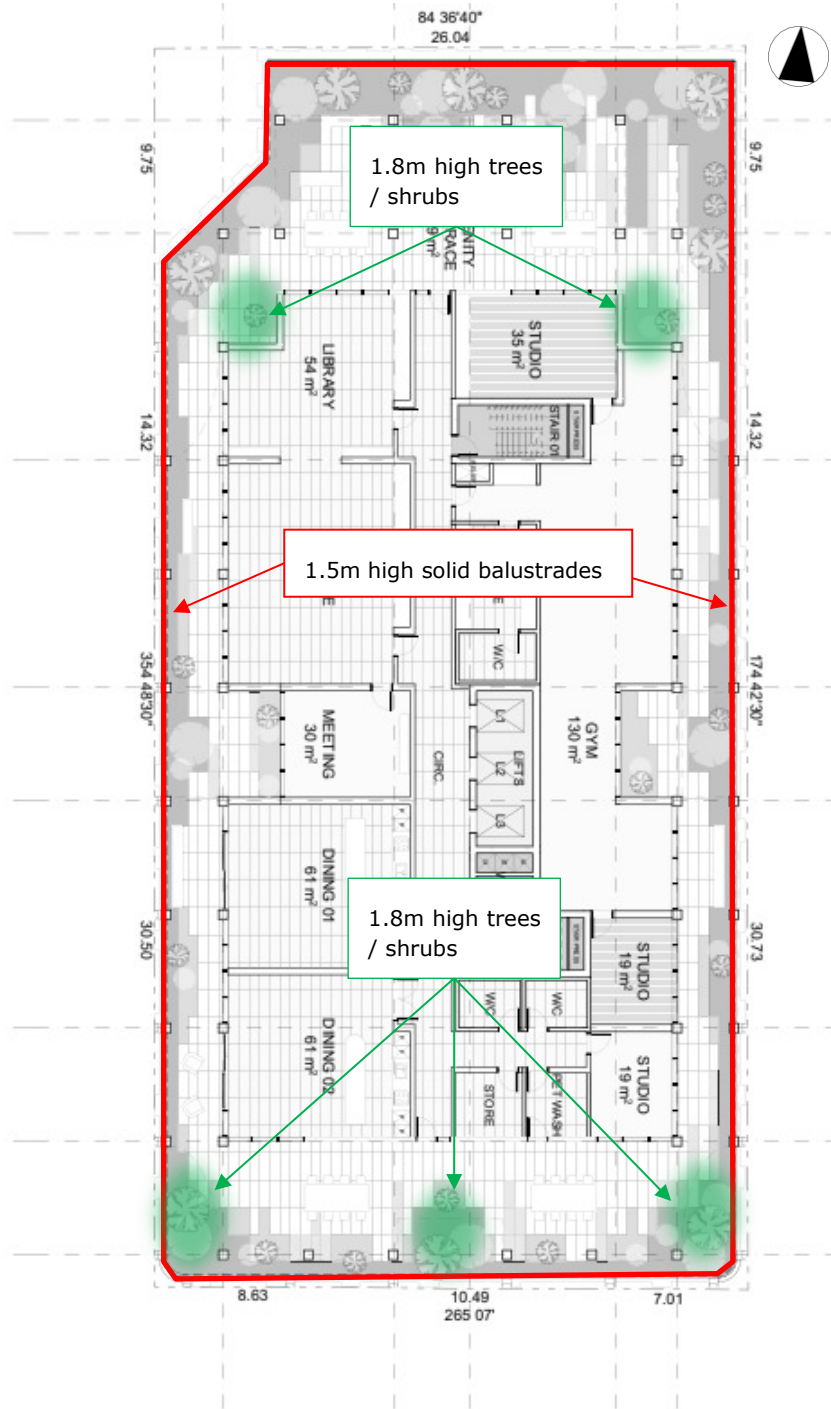 84 36'40"
26.04
9.75
9.75
1.8m high trees
/ shrubs
NITY
RACE
STUDIO
35 m²
LIBRARY
54 m²
STAIR 01
14.32
14.32
1.5m high solid balustrades
W/C
354 48'30"
174 42'30"
MEETING
30 m²
CIRC.
L1
L2
L3
LIFTS
GYM
130 m²
DINING 01
61 m²
1.8m high trees
/ shrubs
30.50
30.73
STUDIO
19 m²
W/C
W/C
DINING 02
61 m²
STORE
PET WASH
STUDIO
19 m²
8.63
10.49
7.01
265 07'